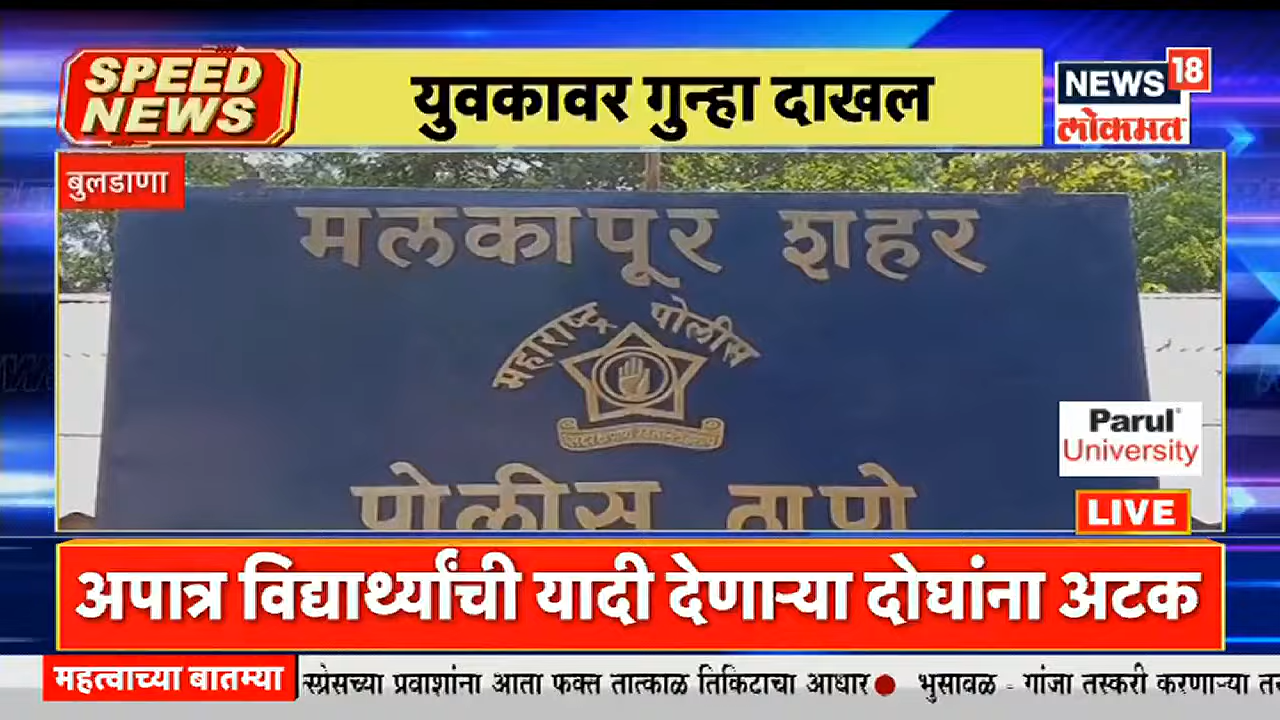 SPEED
NEWS
युवकावर गुन्हा दाखल
NEWS 18
लोकमत
बुलडाणा
मलकापूर शहर
महाराष्ट्र पोलीस
पोलीस ठाणे
Parul
University
LIVE
अपात्र विद्यार्थ्यांची यादी देणाऱ्या दोघांना अटक
महत्वाच्या बातम्या
स्प्रेसच्या प्रवाशांना आता फक्त तात्काळ तिकिटाचा आधार
भुसावळ - गांजा तस्करी करणाऱ्या